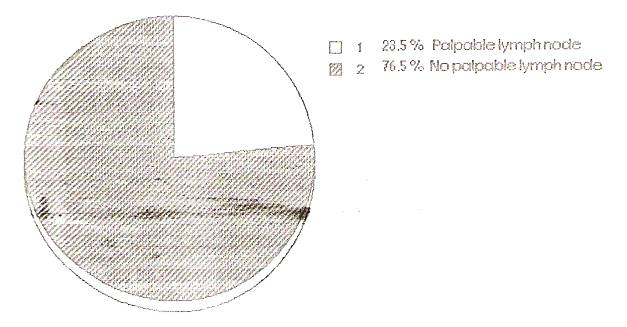 1 23.5 % Palpable lymph node
2 76.5 % No palpable lymph node